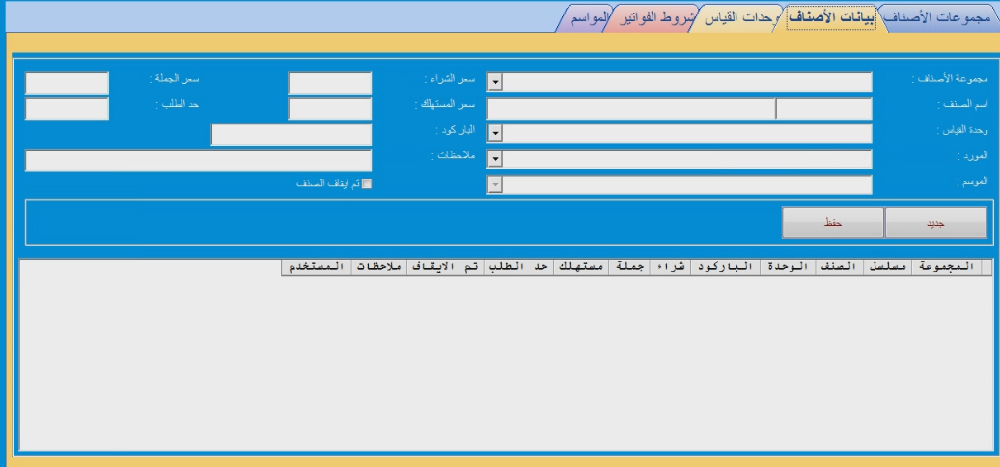 مجموعات الأصناف بيانات الأصناف وحدات القياس شروط الفواتير المواسم
مجموعة الأصناف : سعر الشراء : سعر الجملة :
اسم الصنف : سعر المستهلك : حد الطلب :
وحدة القياس : البار كود :
المورد : ملاحظات :
الموسم : تم ايقاف الصنف
جديد حفظ
المجموعة مسلسل الصنف الوحدة الباركود شراء جملة مستهلك حد الطلب تم الايقاف ملاحظات المستخدم